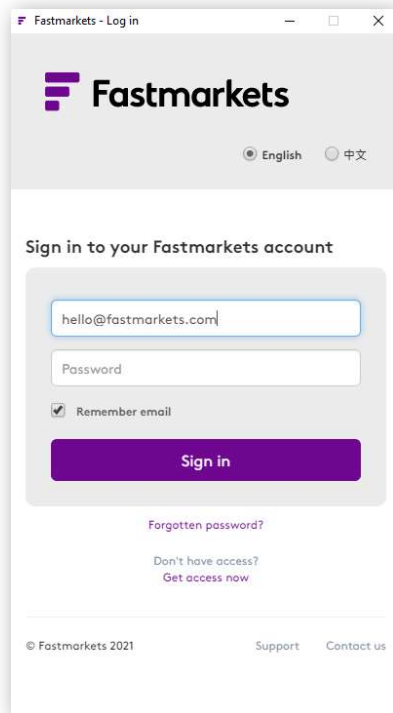 Fastmarkets - Log in
Fastmarkets
English 中文
Sign in to your Fastmarkets account
hello@fastmarkets.com
Password
Remember email
Sign in
Forgotten password?
Don't have access?
Get access now
© Fastmarkets 2021 Support Contact us